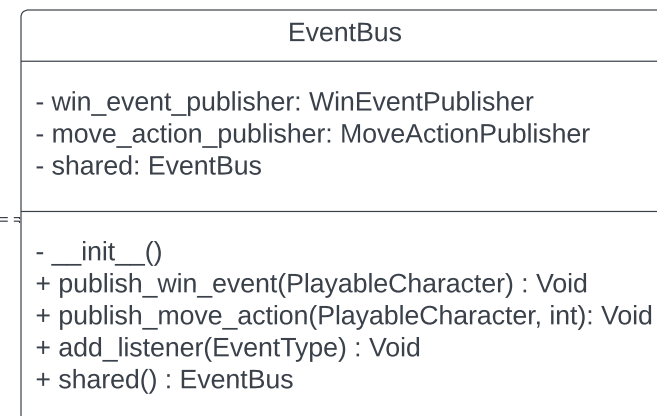 EventBus
- win_event_publisher: WinEventPublisher
- move_action_publisher: MoveActionPublisher
- shared: EventBus
- __init__()
+ publish_win_event(PlayableCharacter) : Void
+ publish_move_action(PlayableCharacter, int): Void
+ add_listener(EventType) : Void
+ shared() : EventBus